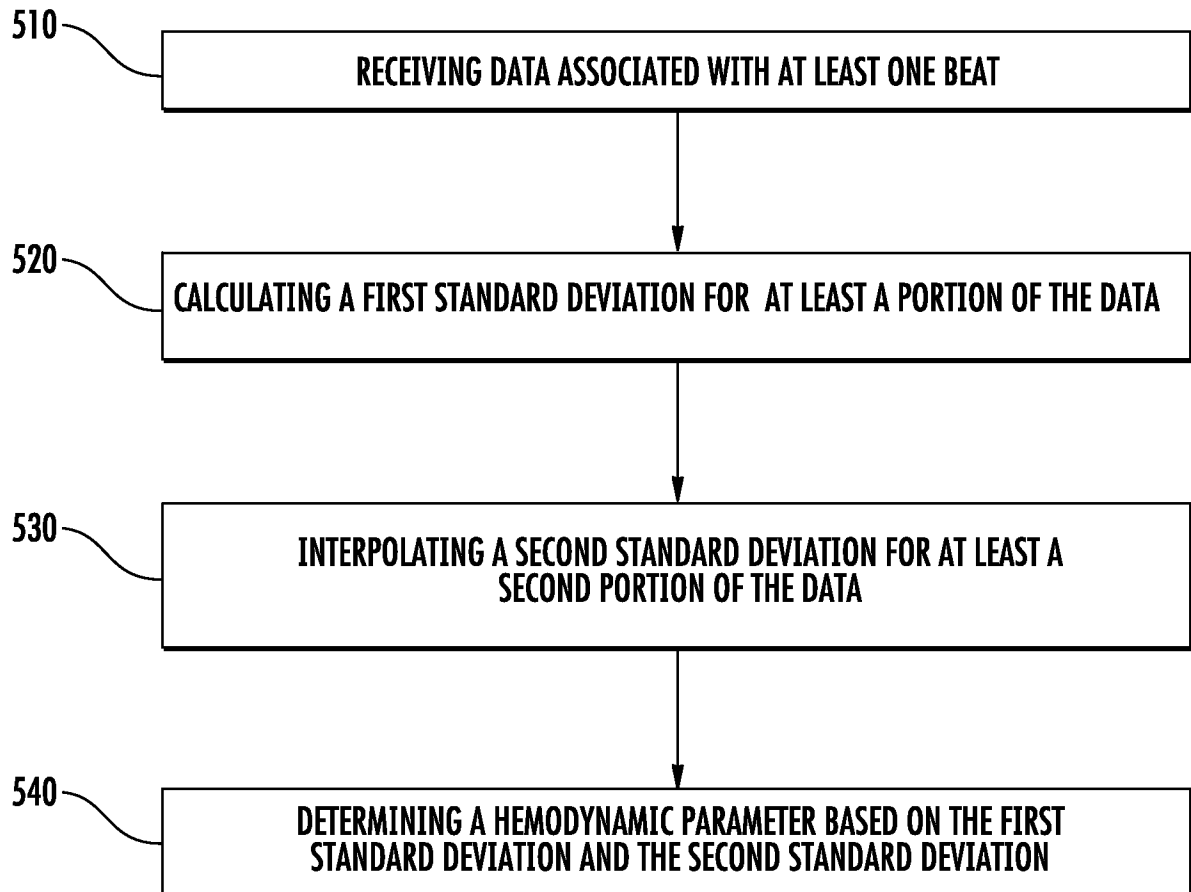 510
RECEIVING DATA ASSOCIATED WITH AT LEAST ONE BEAT
520
CALCULATING A FIRST STANDARD DEVIATION FOR AT LEAST A PORTION OF THE DATA
530
INTERPOLATING A SECOND STANDARD DEVIATION FOR AT LEAST A
SECOND PORTION OF THE DATA
540
DETERMINING A HEMODYNAMIC PARAMETER BASED ON THE FIRST
STANDARD DEVIATION AND THE SECOND STANDARD DEVIATION